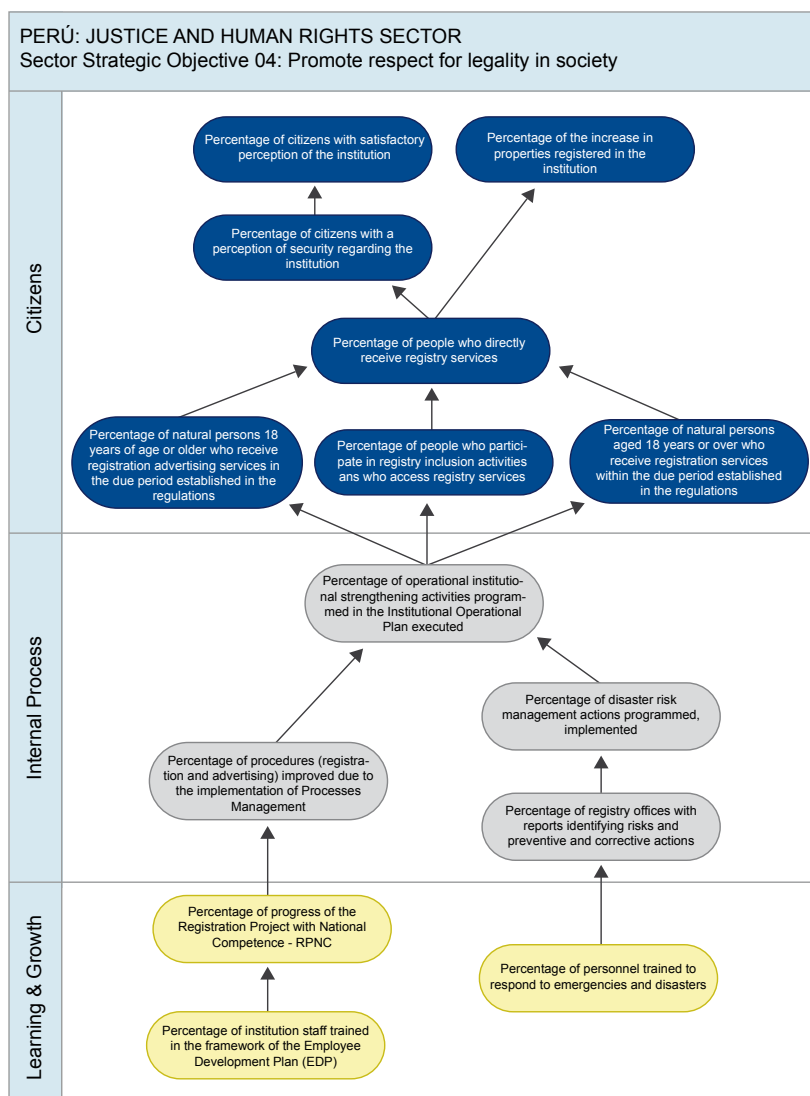 PERÚ: JUSTICE AND HUMAN RIGHTS SECTOR
Sector Strategic Objective 04: Promote respect for legality in society
Citizens
Percentage of citizens with satisfactory
perception of the institution
Percentage of the increase in
properties registered in the
institution
Percentage of citizens with a
perception of security regarding the
institution
Percentage of people who directly
receive registry services
Percentage of natural persons 18
years of age or older who receive
registration advertising services in
the due period established in the
regulations
Percentage of people who partic-
ipate in registry inclusion activities
ans who access registry services
Percentage of natural persons
aged 18 years or over who
receive registration services
within the due period established
in the regulations
Internal Process
Percentage of operational institutio-
nal strengthening activities program-
med in the Institutional Operational
Plan executed
Percentage of disaster risk
management actions programmed,
implemented
Percentage of procedures (registra-
tion and advertising) improved due to
the implementation of Processes
Management
Percentage of registry offices with
reports identifying risks and
preventive and corrective actions
Learning & Growth
Percentage of progress of the
Registration Project with National
Competence - RPNC
Percentage of personnel trained to
respond to emergencies and disasters
Percentage of institution staff trained
in the framework of the Employee
Development Plan (EDP)